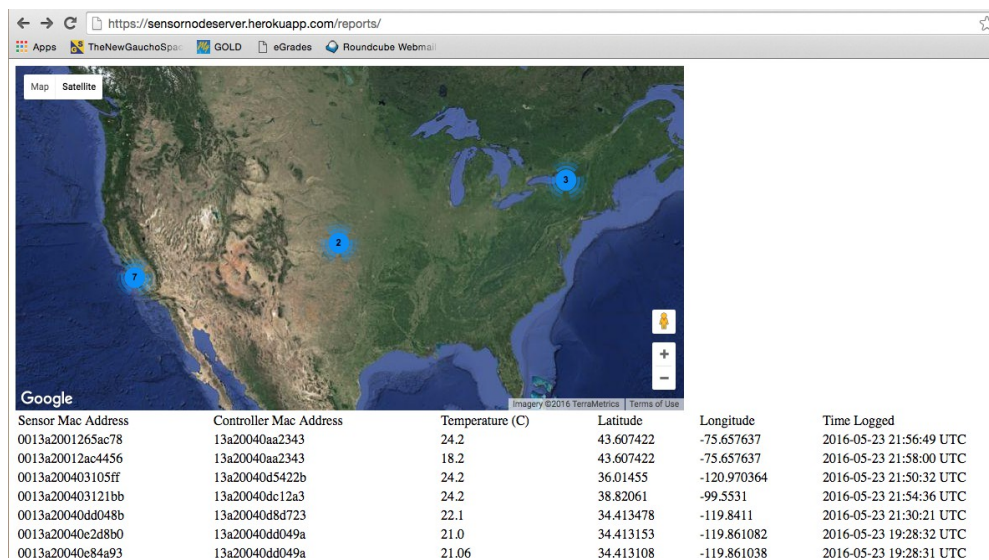 https://sensornodeserver.herokuapp.com/reports/
Apps TheNewGauchoSpac GOLD eGrades Roundcube Webmail
Map Satellite
3
2
7
+
−
Google
Imagery ©2016 TerraMetrics Terms of Use
Sensor Mac Address Controller Mac Address Temperature (C) Latitude Longitude Time Logged
0013a2001265ac78 13a20040aa2343 24.2 43.607422 -75.657637 2016-05-23 21:56:49 UTC
0013a20012ac4456 13a20040aa2343 18.2 43.607422 -75.657637 2016-05-23 21:58:00 UTC
0013a200403105ff 13a20040d5422b 24.2 36.01455 -120.970364 2016-05-23 21:50:32 UTC
0013a200403121bb 13a20040dc12a3 24.2 38.82061 -99.5531 2016-05-23 21:54:36 UTC
0013a20040dd048b 13a20040d8d723 22.1 34.413478 -119.8411 2016-05-23 21:30:21 UTC
0013a20040e2d8b0 13a20040dd049a 21.0 34.413153 -119.861082 2016-05-23 19:28:32 UTC
0013a20040e84a93 13a20040dd049a 21.06 34.413108 -119.861038 2016-05-23 19:28:31 UTC